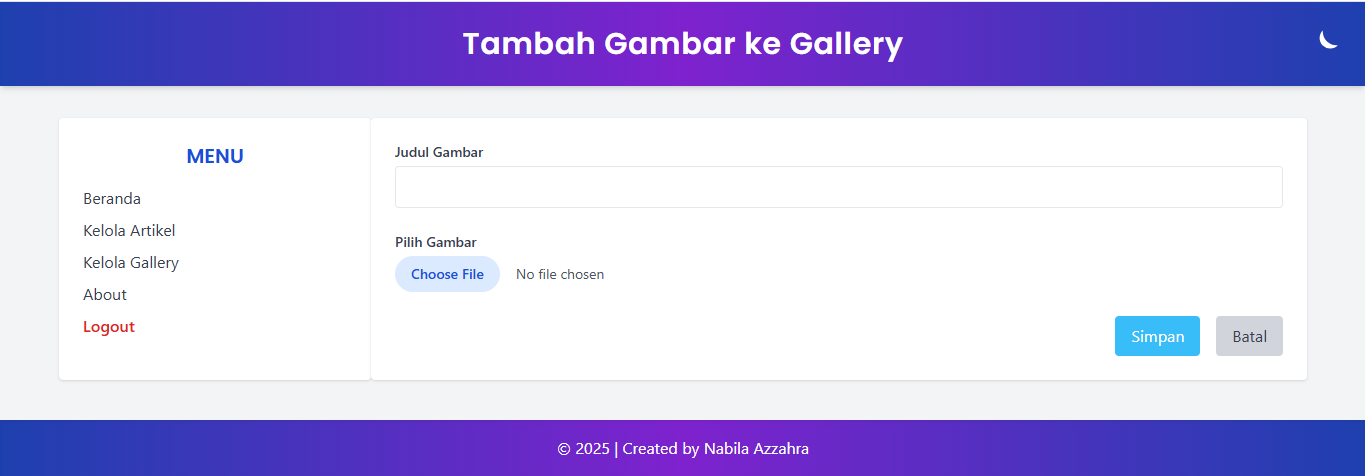 Tambah Gambar ke Gallery
MENU
Beranda
Kelola Artikel
Kelola Gallery
About
Logout
Judul Gambar
Pilih Gambar
Choose File No file chosen
Simpan Batal
© 2025 | Created by Nabila Azzahra